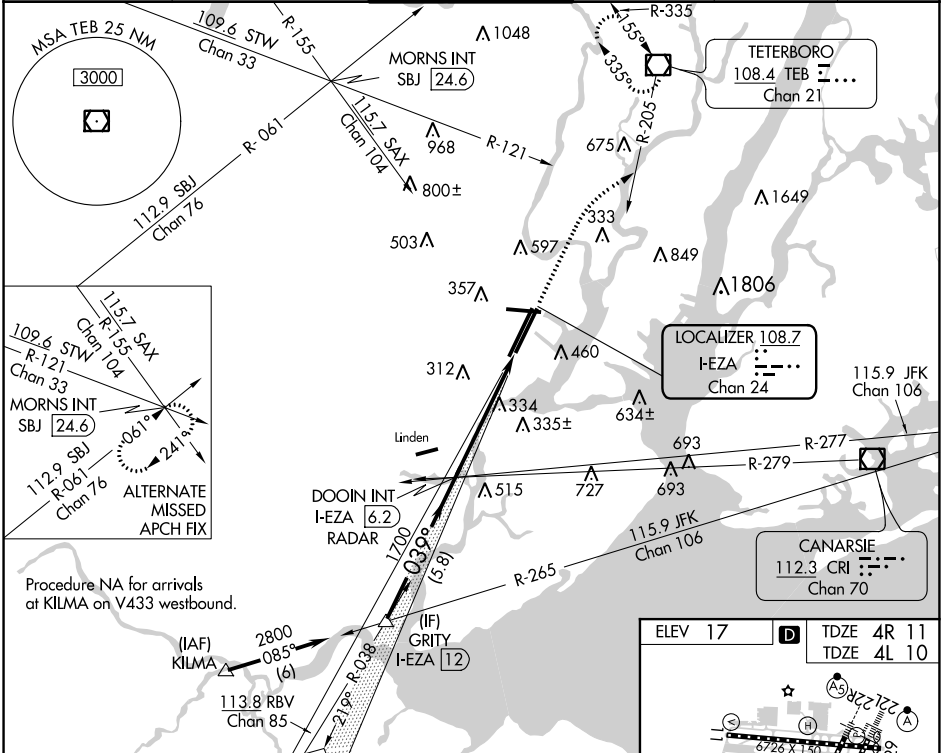 MSA TEB 25 NM
3000
109.6 STW
Chan 33
R-155
1048
MORNS INT
SBJ 24.6
R-335
155°
335°
TETERBORO
108.4 TEB
Chan 21
R-061
115.7 SAX
Chan 104
968
R-121
800±
675
R-205
112.9 SBJ
Chan 76
503
597
333
1649
849
357
1806
115.7 SAX
R-155
Chan 104
109.6 STW
R-121
Chan 33
MORNS INT
SBJ 24.6
061°
241°
112.9 SBJ
R-061
Chan 76
ALTERNATE
MISSED
APCH FIX
460
LOCALIZER 108.7
I-EZA
Chan 24
312
334
335±
634±
115.9 JFK
Chan 106
Linden
693
R-277
R-279
DOOIN INT
I-EZA 6.2
RADAR
515
727
693
1700
039°
(5.8)
115.9 JFK
Chan 106
R-265
CANARSIE
112.3 CRI
Chan 70
Procedure NA for arrivals
at KILMA on V433 westbound.
(IAF)
KILMA
2800
085°
(6)
(IF)
GRITY
I-EZA 12
113.8 RBV
Chan 85
219°
R-038
ELEV 17
D
TDZE 4R 11
TDZE 4L 10
A5
22R
22L
A
V
H
11
6726 X 150